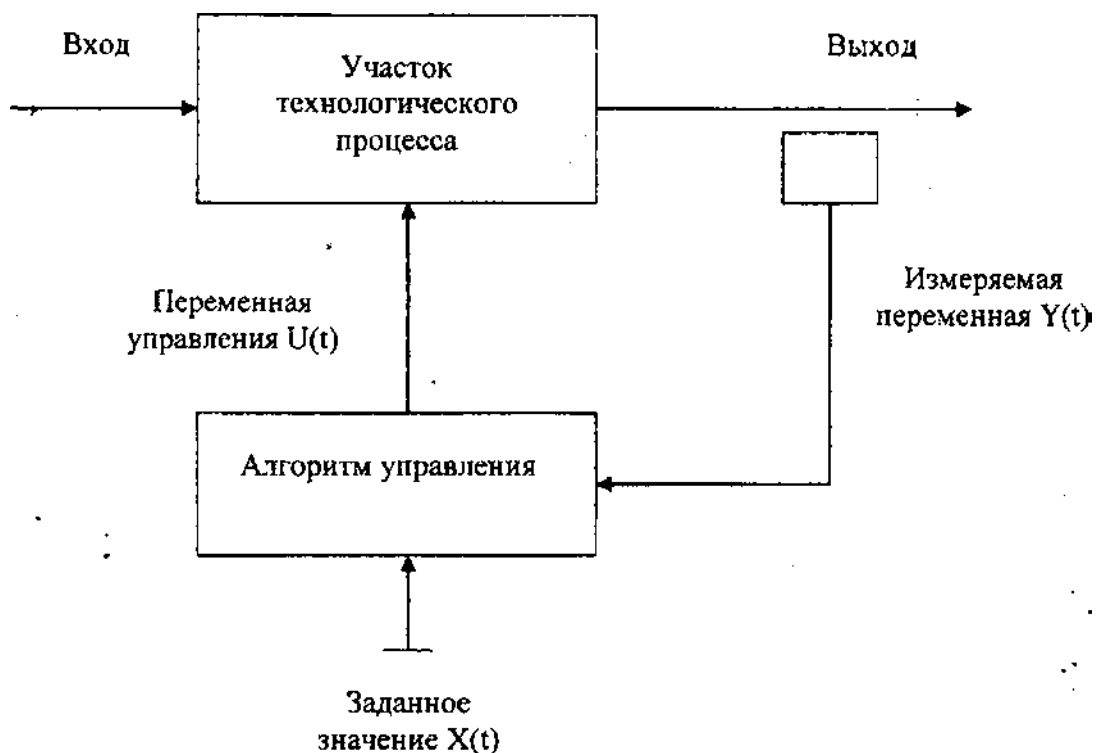 Вход
Выход
Участок
технологического
процесса
Переменная
управления U(t)
Измеряемая
переменная Y(t)
Алгоритм управления
Заданное
значение X(t)